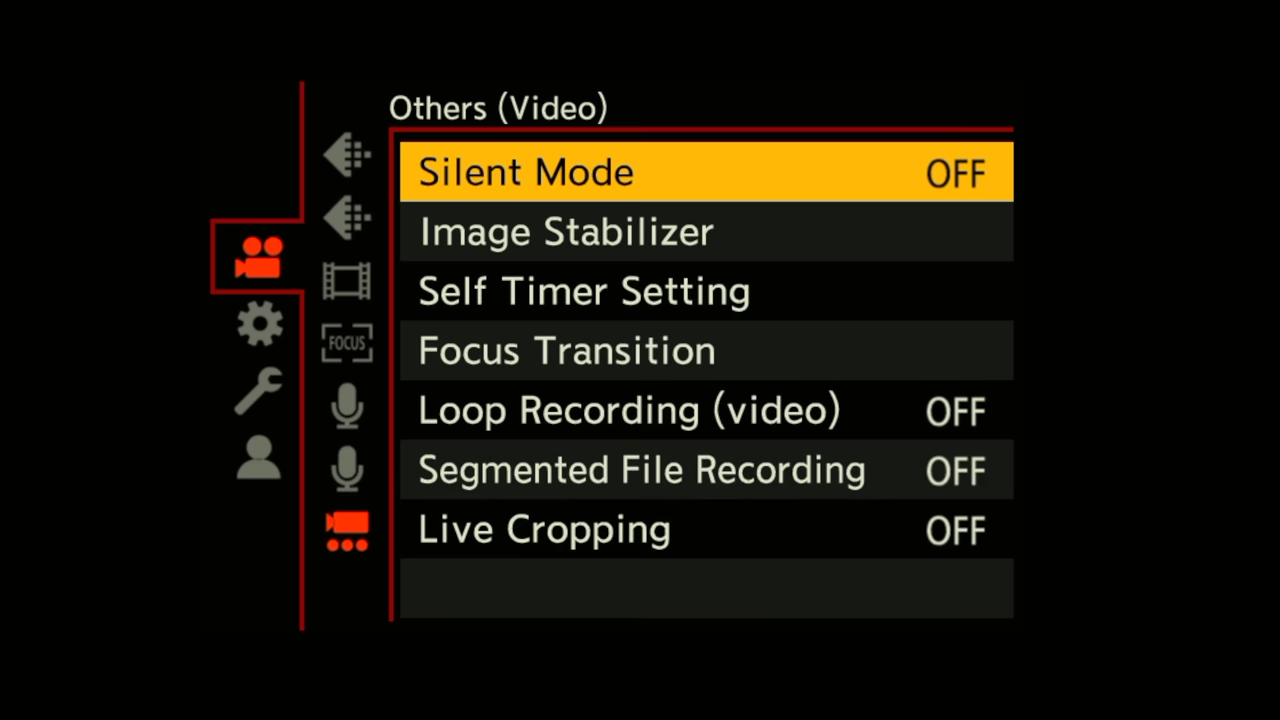 Others (Video)
Silent Mode OFF
Image Stabilizer
Self Timer Setting
FOCUS
Focus Transition
Loop Recording (video) OFF
Segmented File Recording OFF
Live Cropping OFF